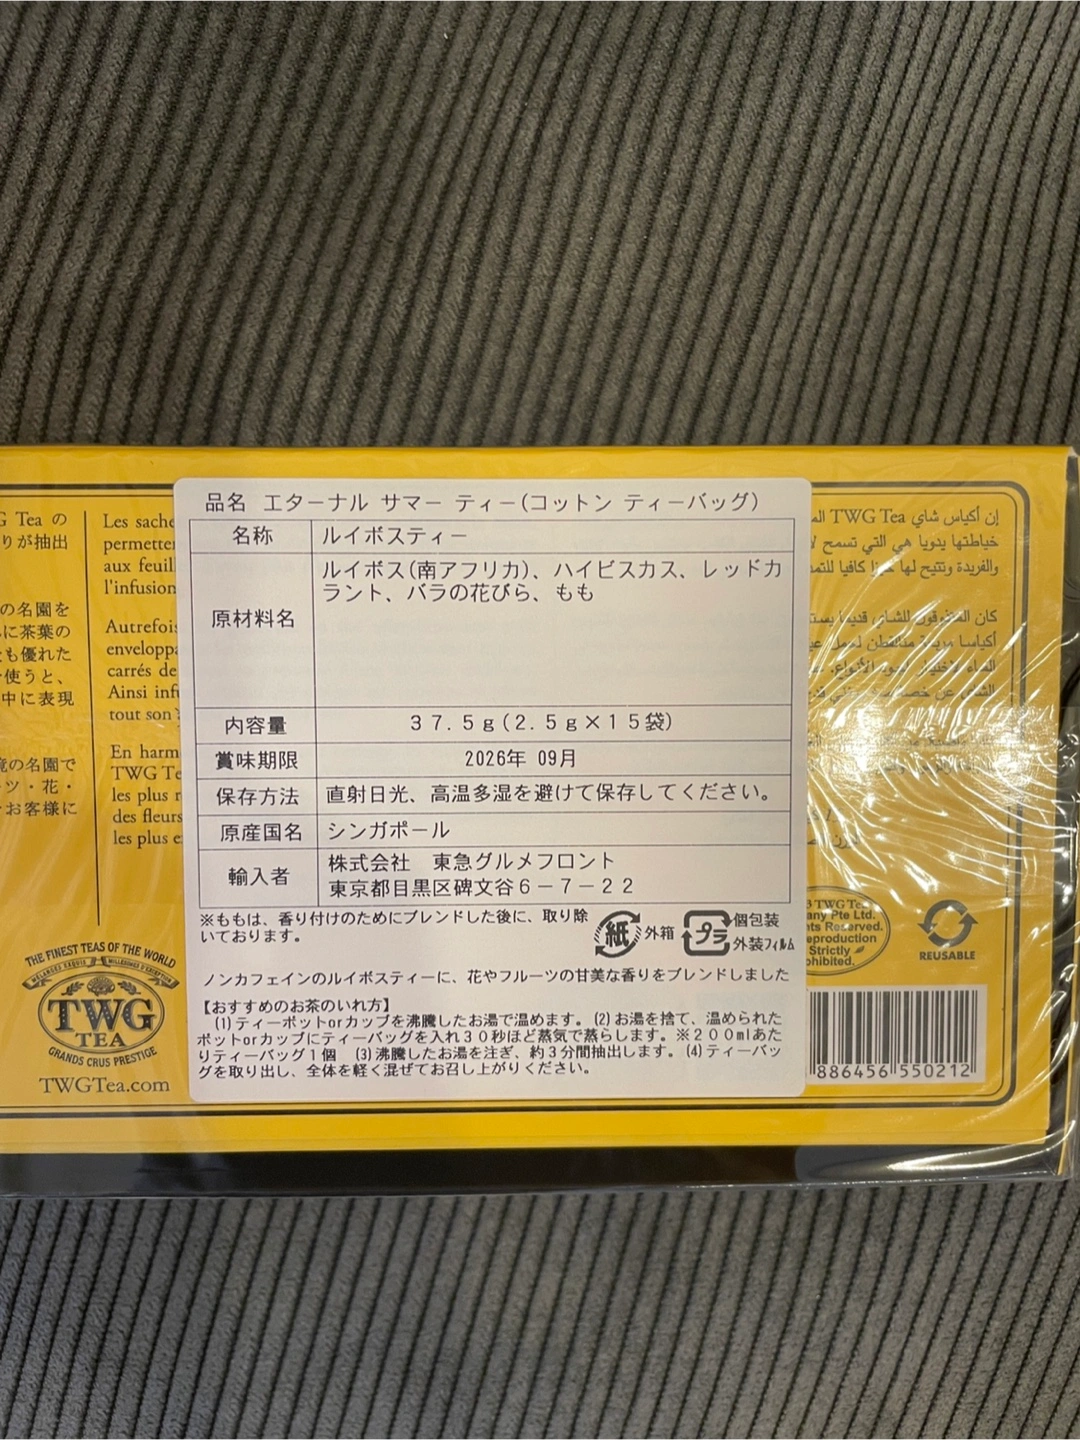 品名 エターナル サマー ティー(コットン ティーバッグ)
名称 ルイボスティー
原材料名 ルイボス(南アフリカ)、ハイビスカス、レッドカ
ラント、バラの花びら、もも
内容量 37.5g(2.5g×15袋)
賞味期限 2026年 09月
保存方法 直射日光、高温多湿を避けて保存してください。
原産国名 シンガポール
輸入者 株式会社 東急グルメフロント
東京都目黒区碑文谷6-7-22
※ももは、香り付けのためにブレンドした後に、取り除
いております。
紙 外箱 プラ 個包装
外装フィルム
ノンカフェインのルイボスティーに、花やフルーツの甘美な香りをブレンドしました
【おすすめのお茶のいれ方】
(1)ティーポットorカップを沸騰したお湯で温めます。(2)お湯を捨て、温められた
ポットorカップにティーバッグを入れ30秒ほど蒸気で蒸らします。※200mlあた
りティーバッグ1個 (3)沸騰したお湯を注ぎ、約3分間抽出します。(4)ティーバッ
グを取り出し、全体を軽く混ぜてお召し上がりください。
Tea の
りが抽出
の名園を
に茶葉の
も優れた
使うと、
中に表現
の名園で
ツ・花・
お客様に
Les sache
permetter
aux feuil
l'infusion
Autrefois
envelopp
carrés de
Ainsi inf
tout son
En harm
TWG Te
les plus
des fleurs
les plus e
THE FINEST TEAS OF THE WORLD
TWG
TEA
GRANDS CRUS PRESTIGE
TWGTea.com
إن أكياس شاي TWG Tea
خياطتها يدويا هي التي تسمح
TWG Te
any Pte Ltd.
Reserved.
eproduction
Strictly
ohibited.
REUSABLE
886456 550212